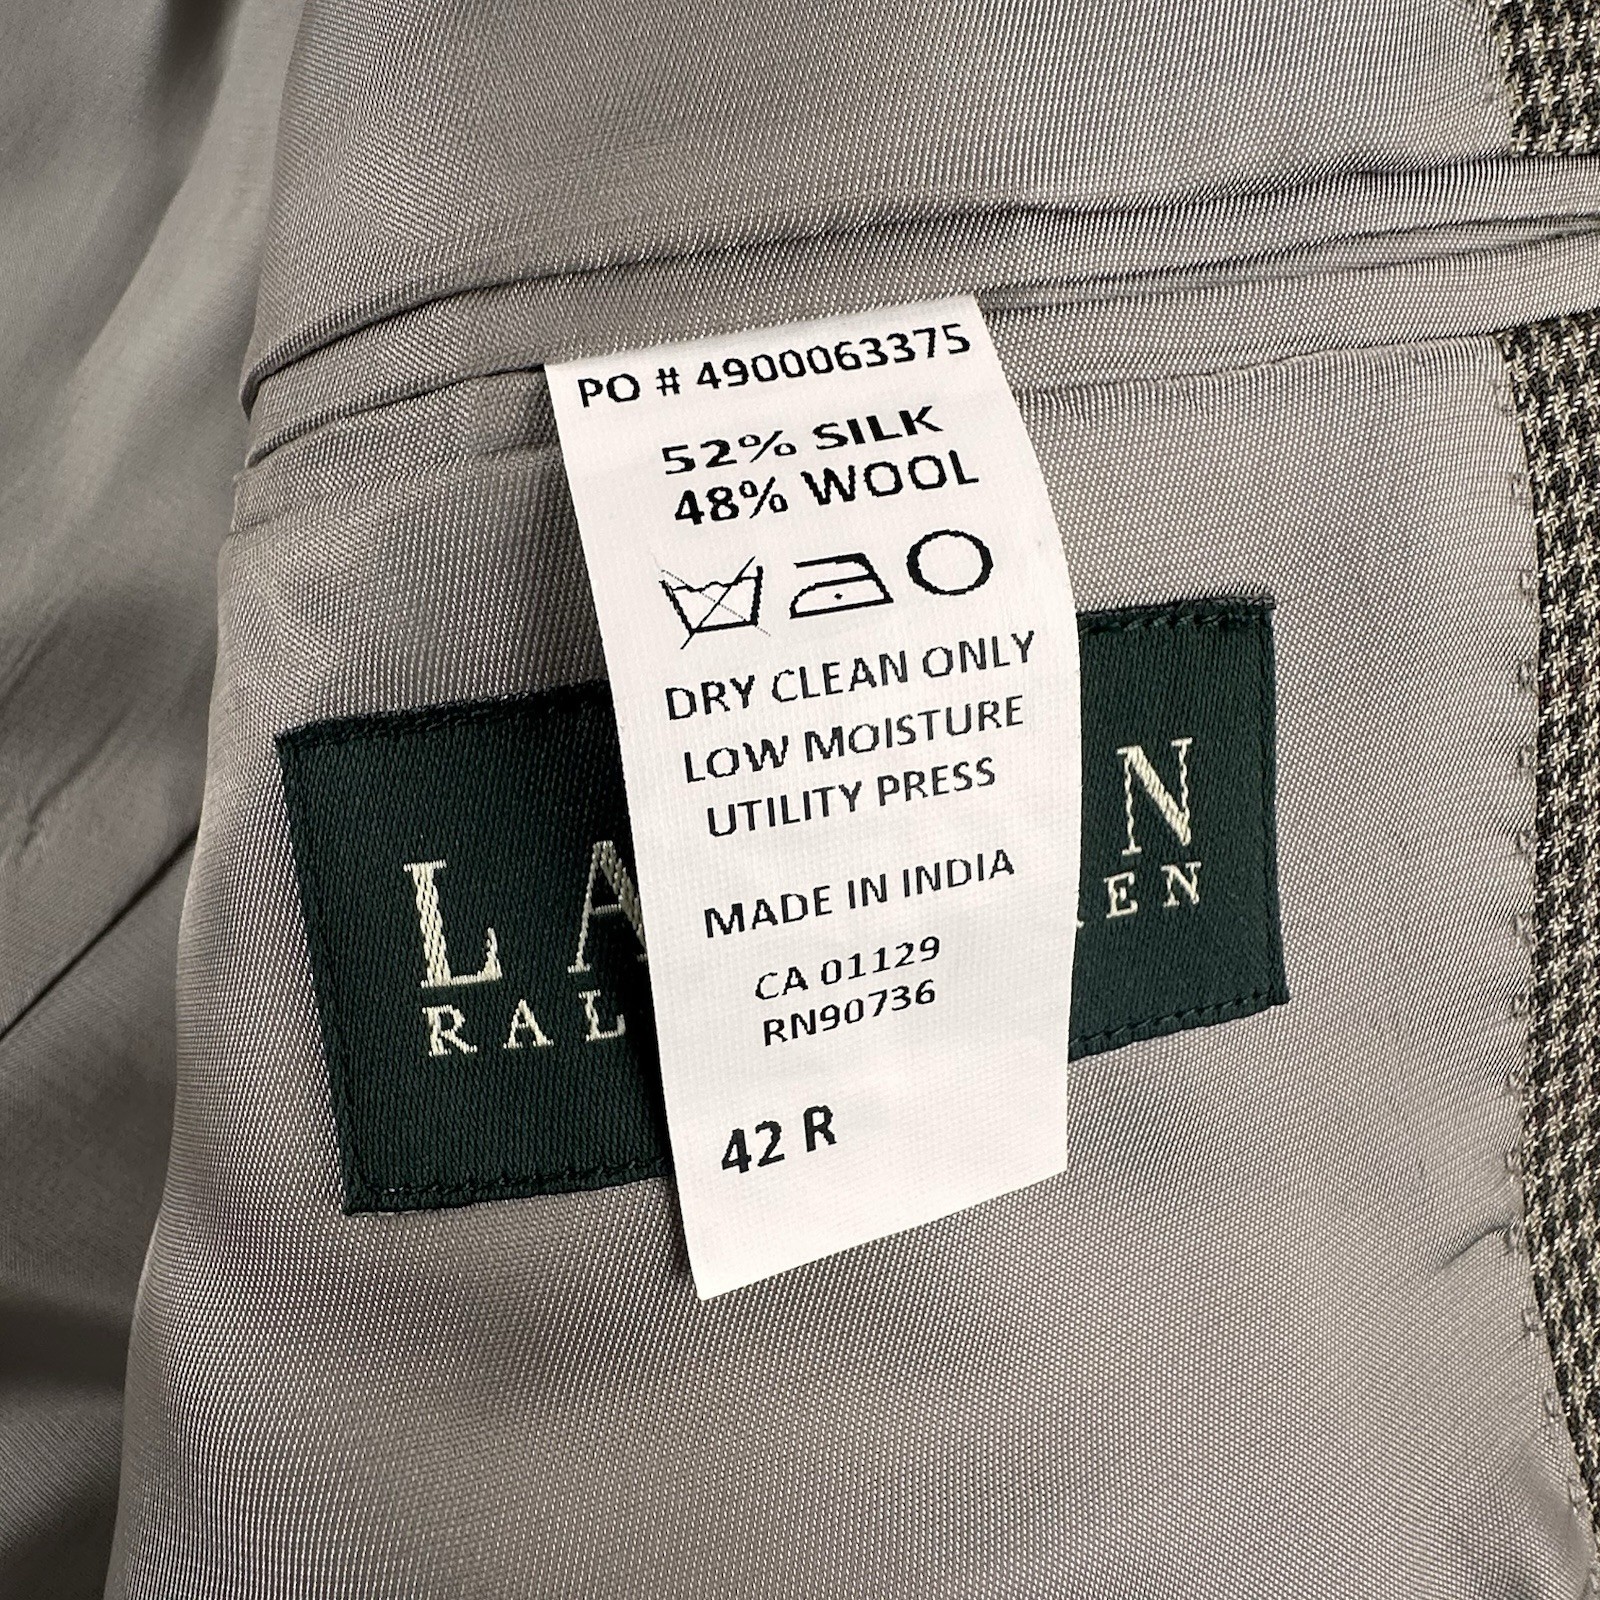 PO # 4900063375
52% SILK
48% WOOL
DRY CLEAN ONLY
LOW MOISTURE
UTILITY PRESS
MADE IN INDIA
CA 01129
RN90736
42 R